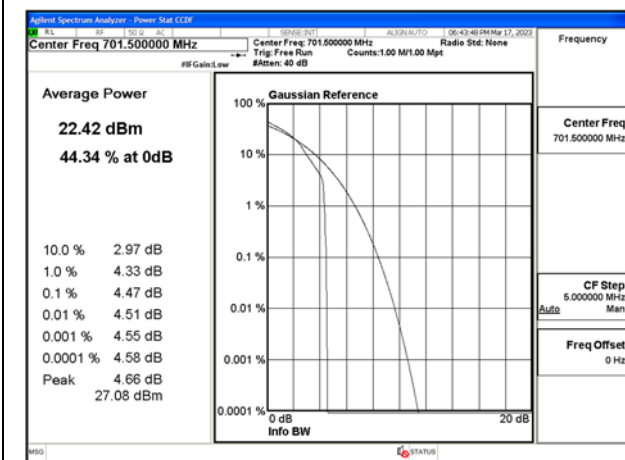 Agilent Spectrum Analyzer - Power Stat CCDF
RL RF 50 Ω AC SENSE:INT ALIGN AUTO 06:43:48 PM Mar 17, 2023
Center Freq 701.500000 MHz
Center Freq: 701.500000 MHz Radio Std: None
Trig: Free Run Counts:1.00 M/1.00 Mpt
#IFGain:Low #Atten: 40 dB
Frequency
Average Power
22.42 dBm
44.34 % at 0dB
10.0 % 2.97 dB
1.0 % 4.33 dB
0.1 % 4.47 dB
0.01 % 4.51 dB
0.001 % 4.55 dB
0.0001 % 4.58 dB
Peak 4.66 dB
27.08 dBm
Gaussian Reference
100 %
10 %
1 %
0.1 %
0.01 %
0.001 %
0.0001 %
0 dB 20 dB
Info BW
Center Freq
701.500000 MHz
CF Step
5.000000 MHz
Auto Man
Freq Offset
0 Hz
MSG STATUS